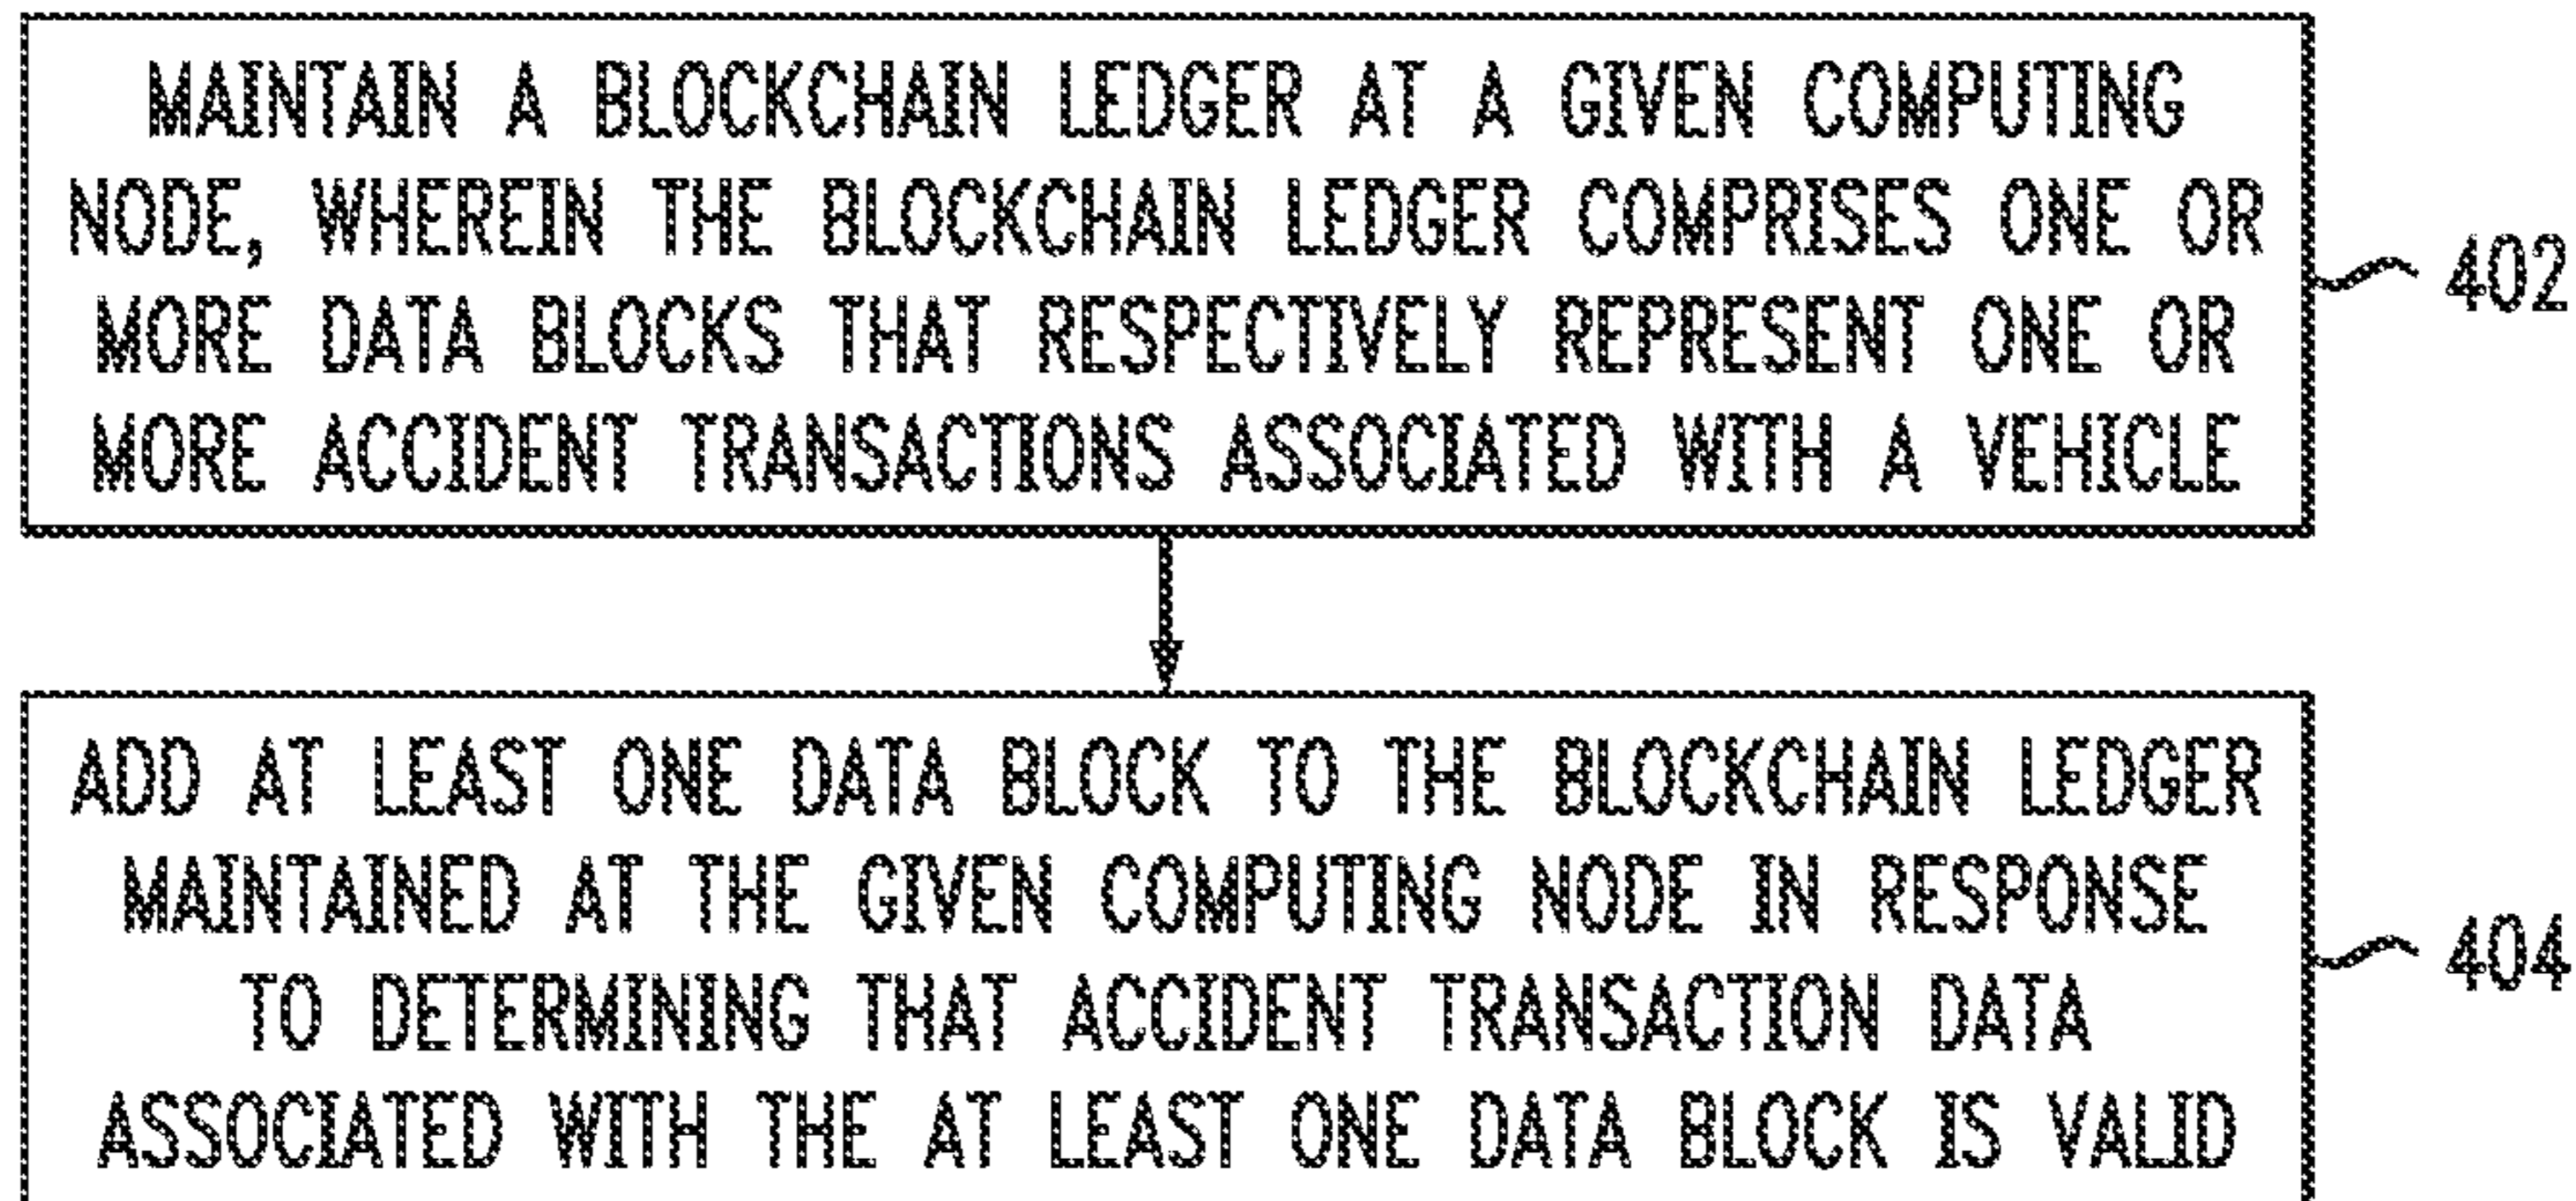 MAINTAIN A BLOCKCHAIN LEDGER AT A GIVEN COMPUTING
NODE, WHEREIN THE BLOCKCHAIN LEDGER COMPRISES ONE OR
MORE DATA BLOCKS THAT RESPECTIVELY REPRESENT ONE OR
MORE ACCIDENT TRANSACTIONS ASSOCIATED WITH A VEHICLE
402
ADD AT LEAST ONE DATA BLOCK TO THE BLOCKCHAIN LEDGER
MAINTAINED AT THE GIVEN COMPUTING NODE IN RESPONSE
TO DETERMINING THAT ACCIDENT TRANSACTION DATA
ASSOCIATED WITH THE AT LEAST ONE DATA BLOCK IS VALID
404